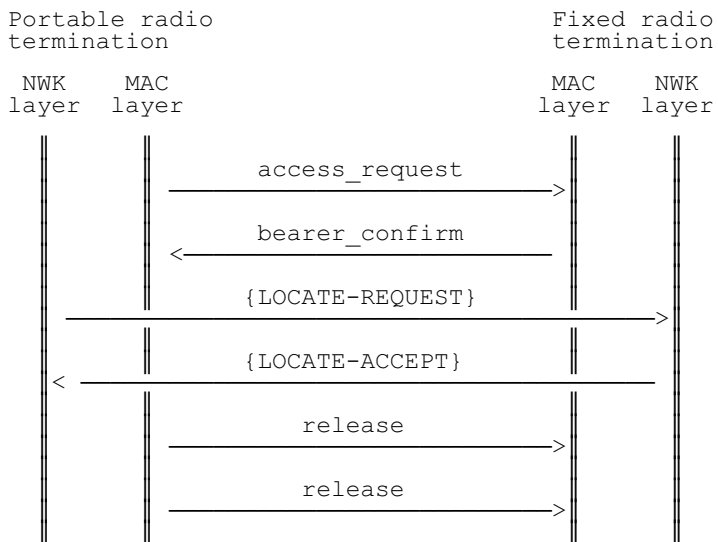 Portable radio Fixed radio
termination termination
NWK MAC MAC NWK
layer layer layer layer
access_request
bearer_confirm
{LOCATE-REQUEST}
{LOCATE-ACCEPT}
release
release